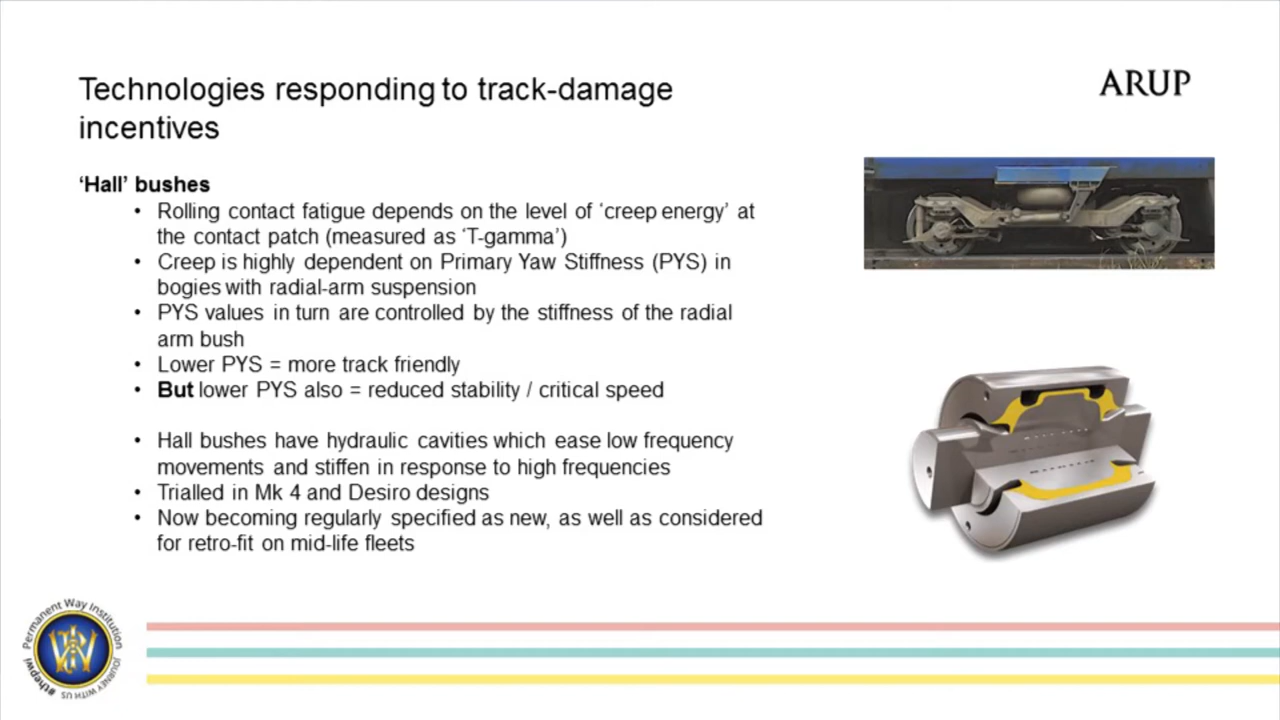 Technologies responding to track-damage
incentives
ARUP
‘Hall’ bushes
• Rolling contact fatigue depends on the level of ‘creep energy’ at
the contact patch (measured as ‘T-gamma’)
• Creep is highly dependent on Primary Yaw Stiffness (PYS) in
bogies with radial-arm suspension
• PYS values in turn are controlled by the stiffness of the radial
arm bush
• Lower PYS = more track friendly
• But lower PYS also = reduced stability / critical speed
• Hall bushes have hydraulic cavities which ease low frequency
movements and stiffen in response to high frequencies
• Trialled in Mk 4 and Desiro designs
• Now becoming regularly specified as new, as well as considered
for retro-fit on mid-life fleets
Permanent Way Institution
JOURNEY WITH US
#thepwi
PWI